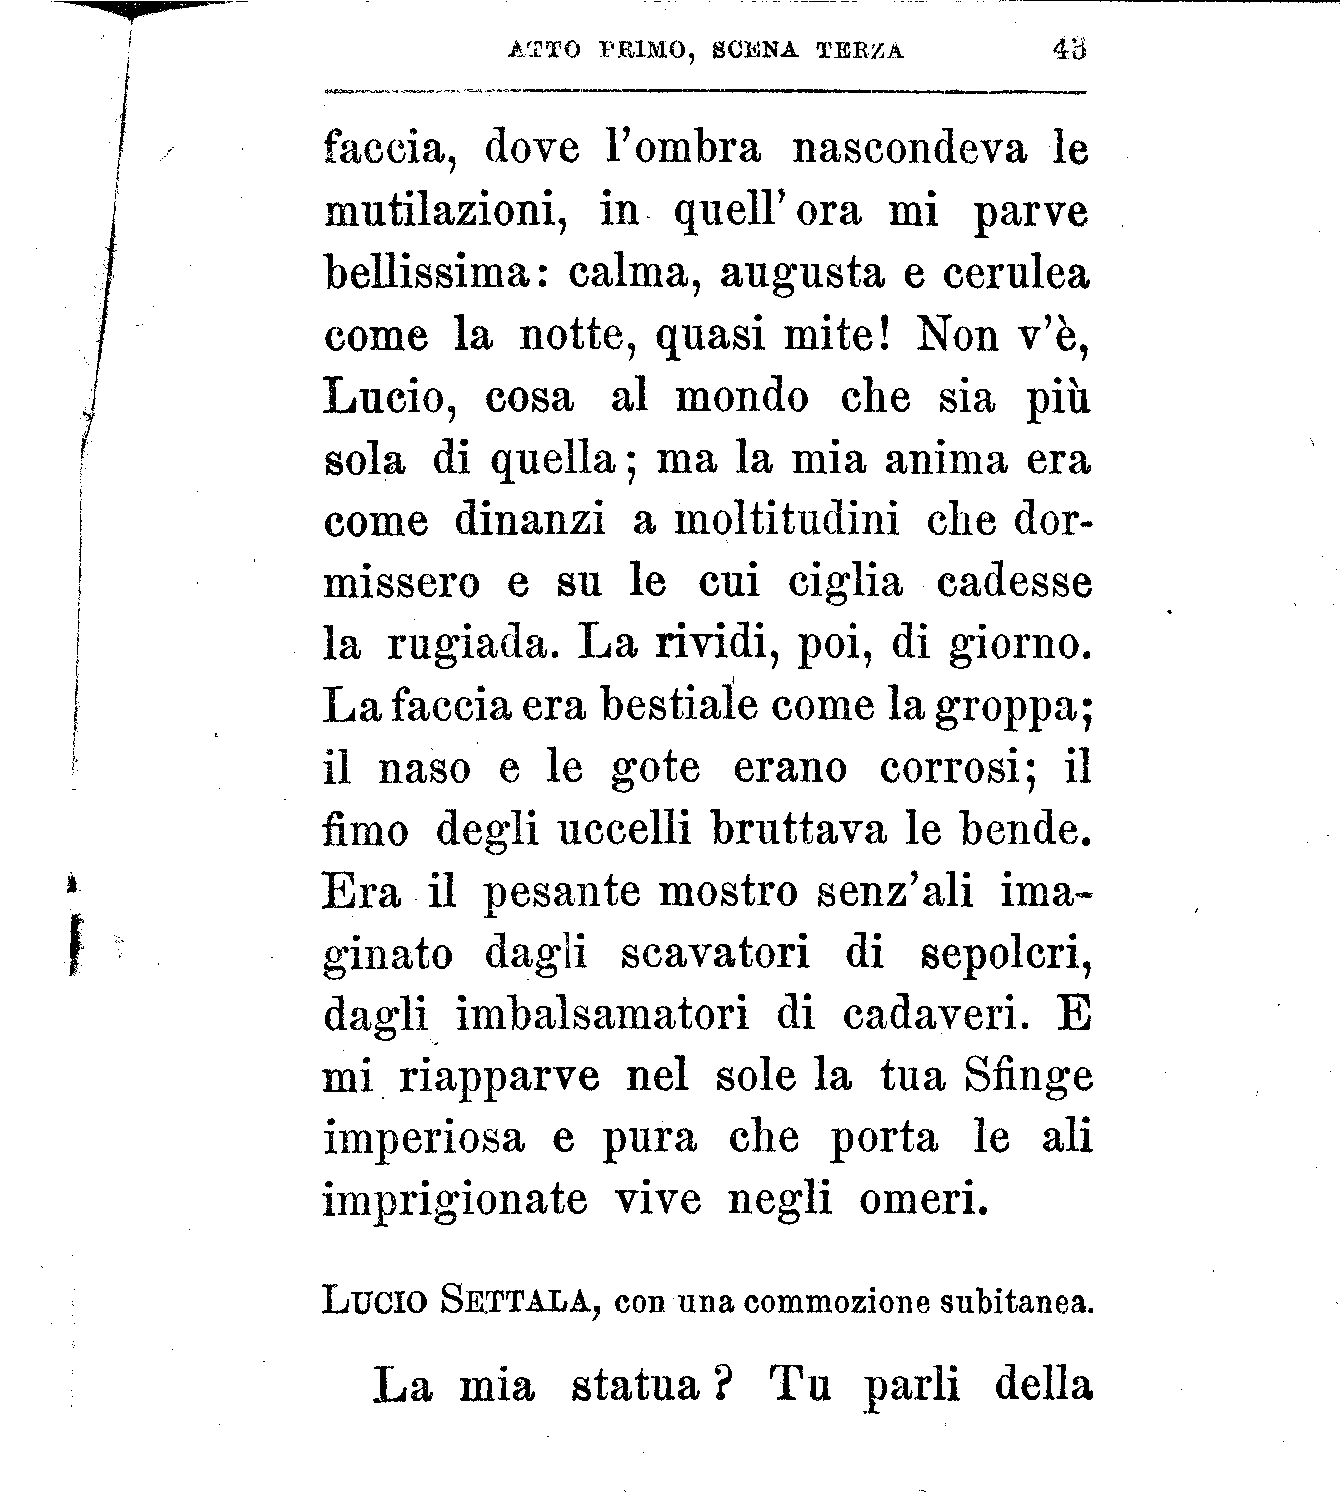 ATTO PRIMO, SCENA TERZA 43
faccia, dove l'ombra nascondeva le
mutilazioni, in quell' ora mi parve
bellissima: calma, augusta e cerulea
come la notte, quasi mite! Non v'è,
Lucio, cosa al mondo che sia più
sola di quella; ma la mia anima era
come dinanzi a moltitudini che dor-
missero e su le cui ciglia cadesse
la rugiada. La rividi, poi, di giorno.
La faccia era bestiale come la groppa;
il naso e le gote erano corrosi; il
fimo degli uccelli bruttava le bende.
Era il pesante mostro senz'ali ima-
ginato dagli scavatori di sepolcri,
dagli imbalsamatori di cadaveri. E
mi riapparve nel sole la tua Sfinge
imperiosa e pura che porta le ali
imprigionate vive negli omeri.
LUCIO SETTALA, con una commozione subitanea.
La mia statua? Tu parli della